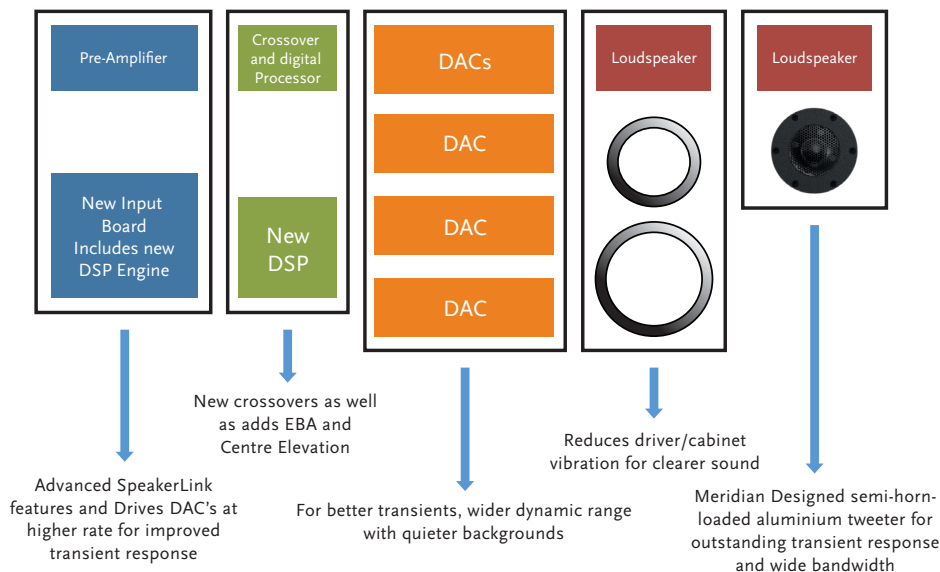 Pre-Amplifier
New Input
Board
Includes new
DSP Engine
Advanced SpeakerLink
features and Drives DAC's at
higher rate for improved
transient response
Crossover
and digital
Processor
New
DSP
New crossovers as well
as adds EBA and
Centre Elevation
DACs
DAC
DAC
DAC
For better transients, wider dynamic range
with quieter backgrounds
Loudspeaker
Reduces driver/cabinet
vibration for clearer sound
Loudspeaker
Meridian Designed semi-horn-
loaded aluminium tweeter for
outstanding transient response
and wide bandwidth